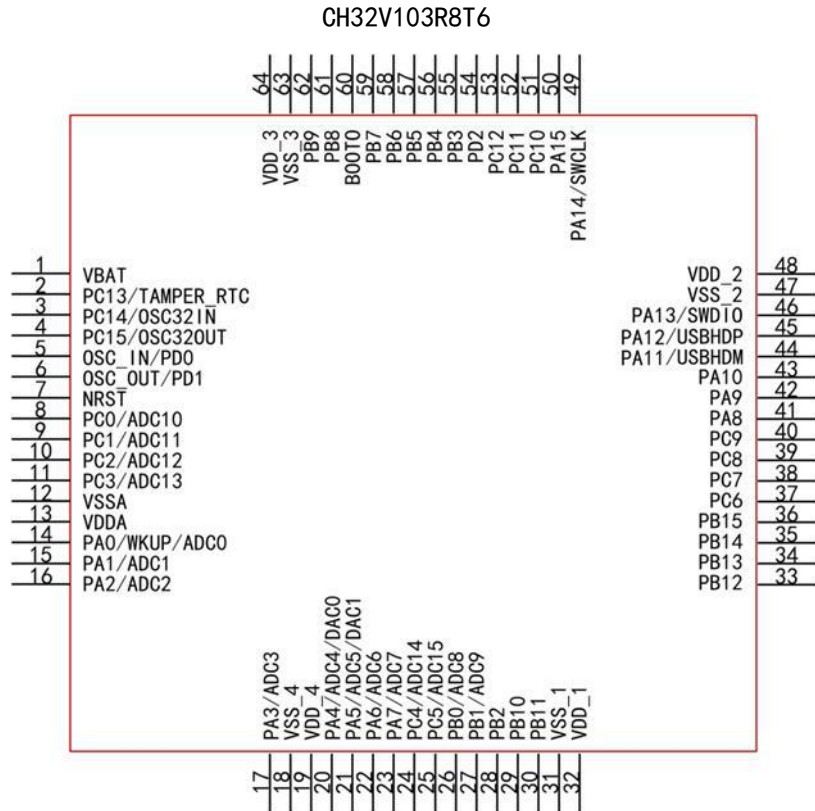 CH32V103R8T6
64 63 62 61 60 59 58 57 56 55 54 53 52 51 50 49
VDD_3
VSS_3
PB9
PB8
BOOT0
PB7
PB6
PB5
PB4
PB3
PD2
PC12
PC11
PC10
PA15
PA14/SWCLK
1 VBAT
2 PC13/TAMPER_RTC
3 PC14/OSC32IN
4 PC15/OSC32OUT
5 OSC_IN/PD0
6 OSC_OUT/PD1
7 NRST
8 PC0/ADC10
9 PC1/ADC11
10 PC2/ADC12
11 PC3/ADC13
12 VSSA
13 VDDA
14 PA0/WKUP/ADC0
15 PA1/ADC1
16 PA2/ADC2
VDD_2 48
VSS_2 47
PA13/SWDIO 46
PA12/USBHDP 45
PA11/USBHDM 44
PA10 43
PA9 42
PA8 41
PC9 40
PC8 39
PC7 38
PC6 37
PB15 36
PB14 35
PB13 34
PB12 33
PA3/ADC3
VSS_4
VDD_4
PA4/ADC4/DAC0
PA5/ADC5/DAC1
PA6/ADC6
PA7/ADC7
PC4/ADC14
PC5/ADC15
PB0/ADC8
PB1/ADC9
PB2
PB10
PB11
VSS_1
VDD_1
17 18 19 20 21 22 23 24 25 26 27 28 29 30 31 32